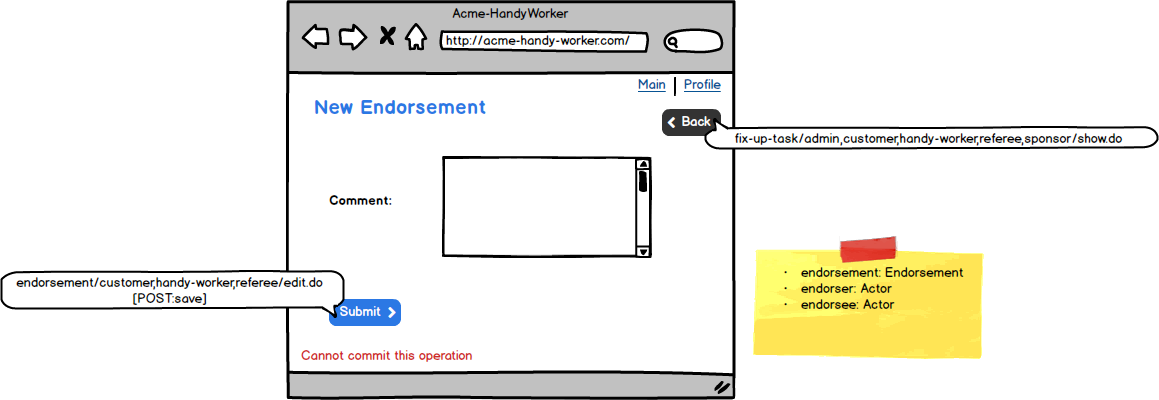 Acme-HandyWorker
http://acme-handy-worker.com/
Main Profile
New Endorsement
Back
fix-up-task/admin,customer,handy-worker,referee,sponsor/show.do
Comment:
endorsement/customer,handy-worker,referee/edit.do
[POST:save]
Submit
Cannot commit this operation
· endorsement: Endorsement
· endorser: Actor
· endorsee: Actor